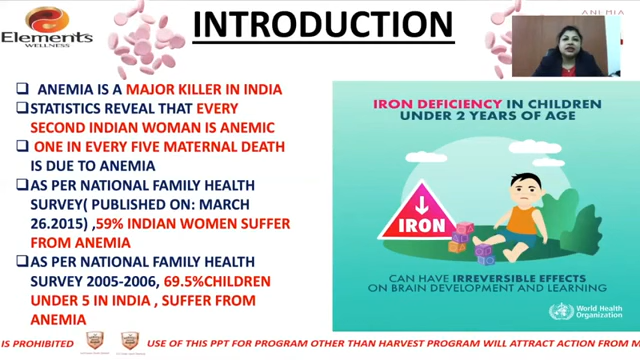 Elements
WELLNESS
INTRODUCTION
ANEMIA
ANEMIA IS A MAJOR KILLER IN INDIA
STATISTICS REVEAL THAT EVERY
SECOND INDIAN WOMAN IS ANEMIC
ONE IN EVERY FIVE MATERNAL DEATH
IS DUE TO ANEMIA
AS PER NATIONAL FAMILY HEALTH
SURVEY( PUBLISHED ON: MARCH
26.2015) ,59% INDIAN WOMEN SUFFER
FROM ANEMIA
AS PER NATIONAL FAMILY HEALTH
SURVEY 2005-2006, 69.5%CHILDREN
UNDER 5 IN INDIA , SUFFER FROM
ANEMIA
IRON DEFICIENCY IN CHILDREN
UNDER 2 YEARS OF AGE
IRON
CAN HAVE IRREVERSIBLE EFFECTS
ON BRAIN DEVELOPMENT AND LEARNING
World Health
Organization
IS PROHIBITED
USE OF THIS PPT FOR PROGRAM OTHER THAN HARVEST PROGRAM WILL ATTRACT ACTION FROM M